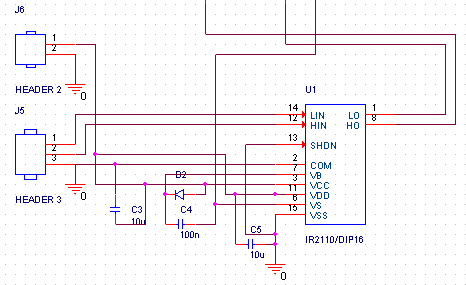 J6
1
2
0
HEADER 2
J5
1
2
3
0
HEADER 3
C3
10u
D2
C4
100n
C5
10u
0
U1
14 LIN LO 1
12 HIN HO 8
13 SHDN
2 COM
7 VB
3 VCC
11 VDD
6 VS
15 VSS
IR2110/DIP16